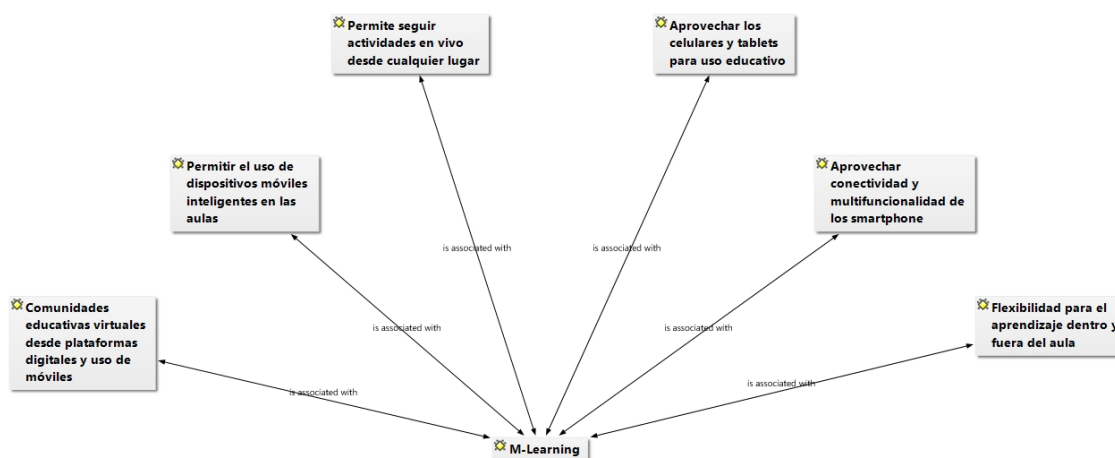 Permite seguir
actividades en vivo
desde cualquier lugar
Aprovechar los
celulares y tablets
para uso educativo
Permitir el uso de
dispositivos móviles
inteligentes en las
aulas
Aprovechar
conectividad y
multifuncionalidad de
los smartphone
is associated with
is associated with
Comunidades
educativas virtuales
desde plataformas
digitales y uso de
móviles
Flexibilidad para el
aprendizaje dentro y
fuera del aula
is associated with
is associated with
is associated with
is associated with
M-Learning